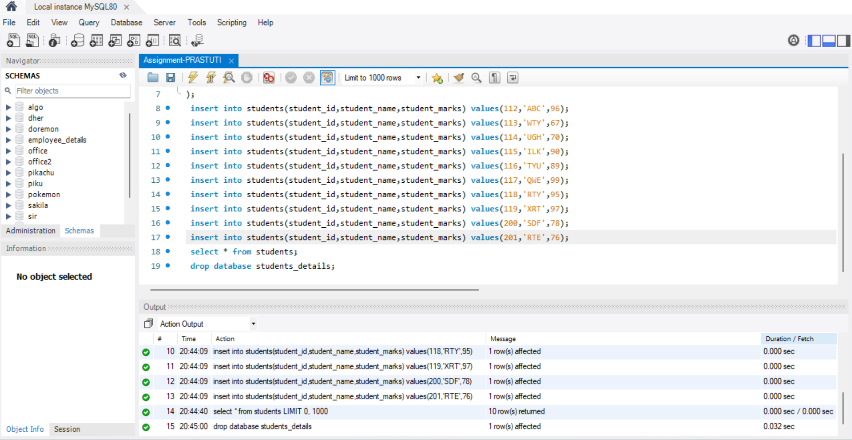 Local instance MySQL80 ×
File Edit View Query Database Server Tools Scripting Help
Navigator
SCHEMAS
Filter objects
algo
dher
doremon
employee_details
office
office2
pikachu
piku
pokemon
sakila
sir
Administration Schemas
Information
No object selected
Object Info Session
Assignment-PRASTUTI ×
Limit to 1000 rows
7 );
8 insert into students(student_id,student_name,student_marks) values(112,'ABC',96);
9 insert into students(student_id,student_name,student_marks) values(113,'WTY',67);
10 insert into students(student_id,student_name,student_marks) values(114,'UGH',70);
11 insert into students(student_id,student_name,student_marks) values(115,'ILK',90);
12 insert into students(student_id,student_name,student_marks) values(116,'TYU',89);
13 insert into students(student_id,student_name,student_marks) values(117,'QWE',99);
14 insert into students(student_id,student_name,student_marks) values(118,'RTY',95);
15 insert into students(student_id,student_name,student_marks) values(119,'XRT',97);
16 insert into students(student_id,student_name,student_marks) values(200,'SDF',78);
17 insert into students(student_id,student_name,student_marks) values(201,'RTE',76);
18 select * from students;
19 drop database students_details;
Output
Action Output
# Time Action Message Duration / Fetch
10 20:44:09 insert into students(student_id,student_name,student_marks) values(118,'RTY',95) 1 row(s) affected 0.000 sec
11 20:44:09 insert into students(student_id,student_name,student_marks) values(119,'XRT',97) 1 row(s) affected 0.000 sec
12 20:44:09 insert into students(student_id,student_name,student_marks) values(200,'SDF',78) 1 row(s) affected 0.000 sec
13 20:44:09 insert into students(student_id,student_name,student_marks) values(201,'RTE',76) 1 row(s) affected 0.000 sec
14 20:44:40 select * from students LIMIT 0, 1000 10 row(s) returned 0.000 sec / 0.000 sec
15 20:45:00 drop database students_details 1 row(s) affected 0.032 sec